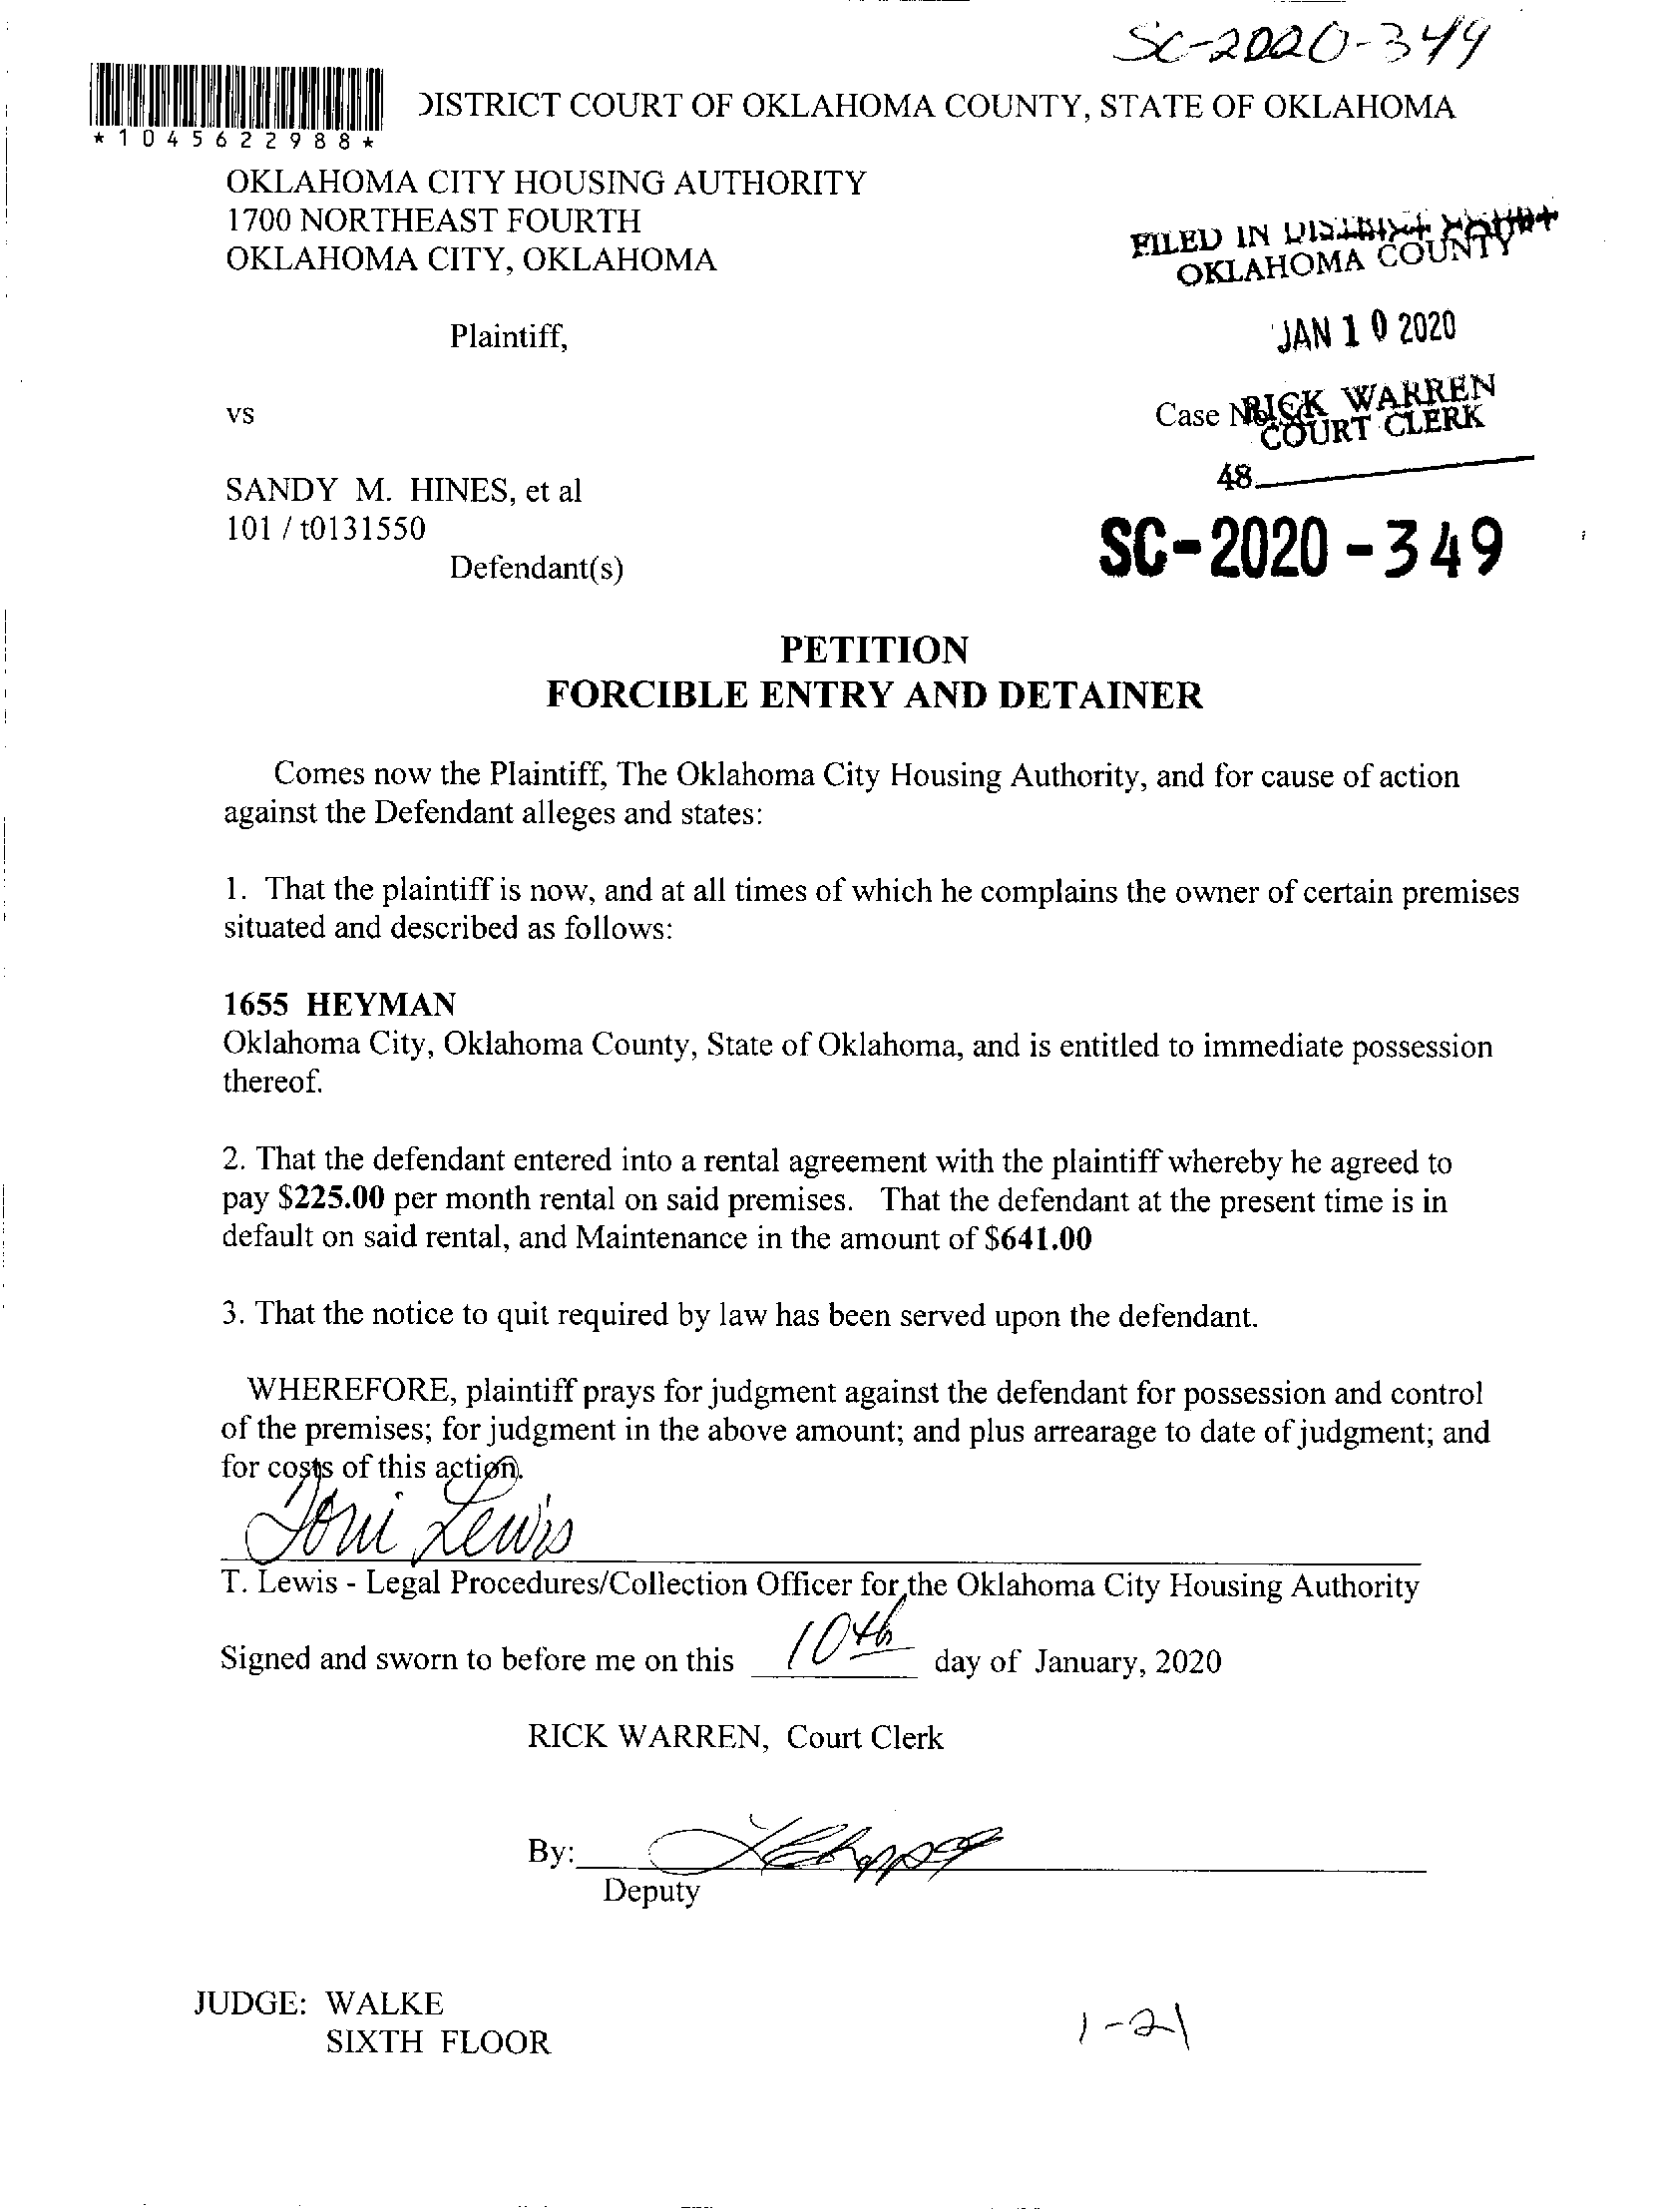 SC-2020-349
*1045622988*
DISTRICT COURT OF OKLAHOMA COUNTY, STATE OF OKLAHOMA
OKLAHOMA CITY HOUSING AUTHORITY
1700 NORTHEAST FOURTH
OKLAHOMA CITY, OKLAHOMA
FILED IN DISTRICT COURT
OKLAHOMA COUNTY
Plaintiff,
JAN 10 2020
vs
Case No.
RICK WARREN
COURT CLERK
48
SANDY M. HINES, et al
101 / t0131550
Defendant(s)
SC-2020-349
PETITION
FORCIBLE ENTRY AND DETAINER
Comes now the Plaintiff, The Oklahoma City Housing Authority, and for cause of action
against the Defendant alleges and states:
1. That the plaintiff is now, and at all times of which he complains the owner of certain premises
situated and described as follows:
1655 HEYMAN
Oklahoma City, Oklahoma County, State of Oklahoma, and is entitled to immediate possession
thereof.
2. That the defendant entered into a rental agreement with the plaintiff whereby he agreed to
pay $225.00 per month rental on said premises. That the defendant at the present time is in
default on said rental, and Maintenance in the amount of $641.00
3. That the notice to quit required by law has been served upon the defendant.
WHEREFORE, plaintiff prays for judgment against the defendant for possession and control
of the premises; for judgment in the above amount; and plus arrearage to date of judgment; and
for costs of this action.
Toni Lewis
T. Lewis - Legal Procedures/Collection Officer for the Oklahoma City Housing Authority
Signed and sworn to before me on this 10th day of January, 2020
RICK WARREN, Court Clerk
By:
Deputy
JUDGE: WALKE
SIXTH FLOOR
1-21